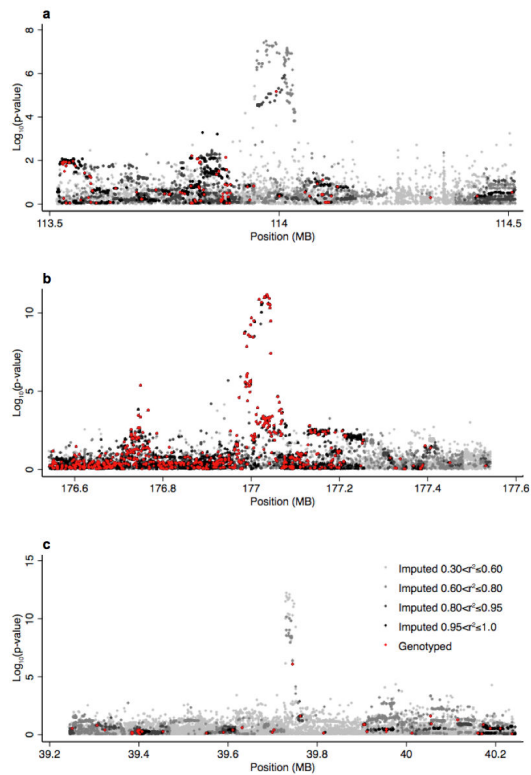 a
8
6
4
2
0
Log10(p-value)
113.5
114
114.5
Position (MB)
b
10
5
0
Log10(p-value)
176.6
176.8
177
177.2
177.4
177.6
Position (MB)
c
15
10
5
0
Log10(p-value)
Imputed 0.30<r²≤0.60
Imputed 0.60<r²≤0.80
Imputed 0.80<r²≤0.95
Imputed 0.95<r²≤1.0
Genotyped
39.2
39.4
39.6
39.8
40
40.2
Position (MB)